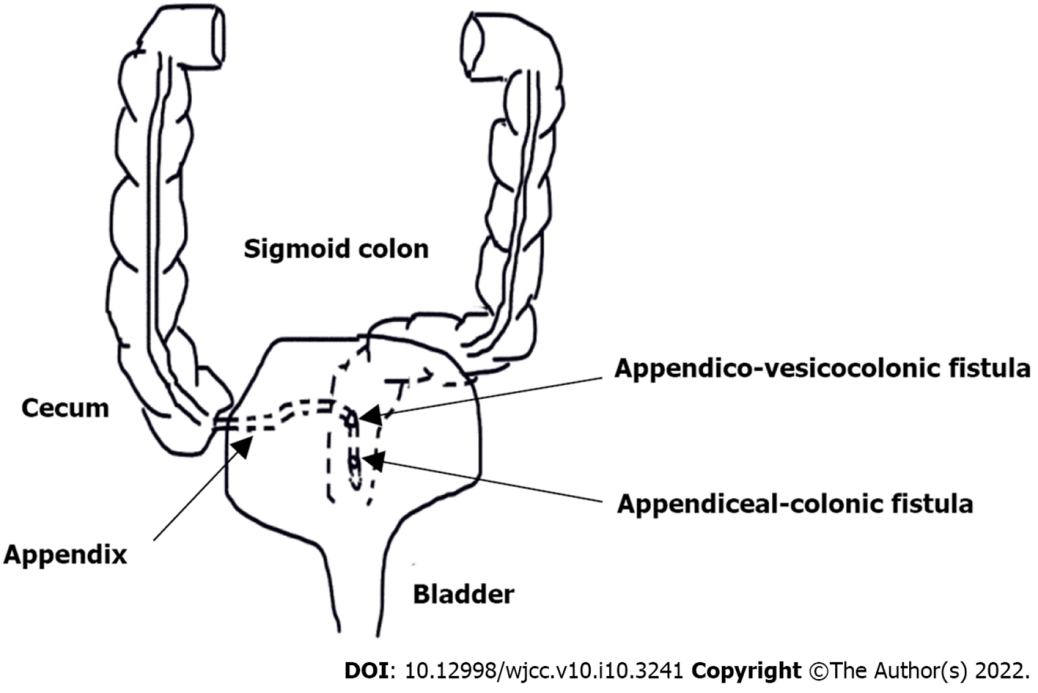 Sigmoid colon
Appendico-vesicocolonic fistula
Cecum
Appendiceal-colonic fistula
Appendix
Bladder
DOI: 10.12998/wjcc.v10.i10.3241 Copyright ©The Author(s) 2022.